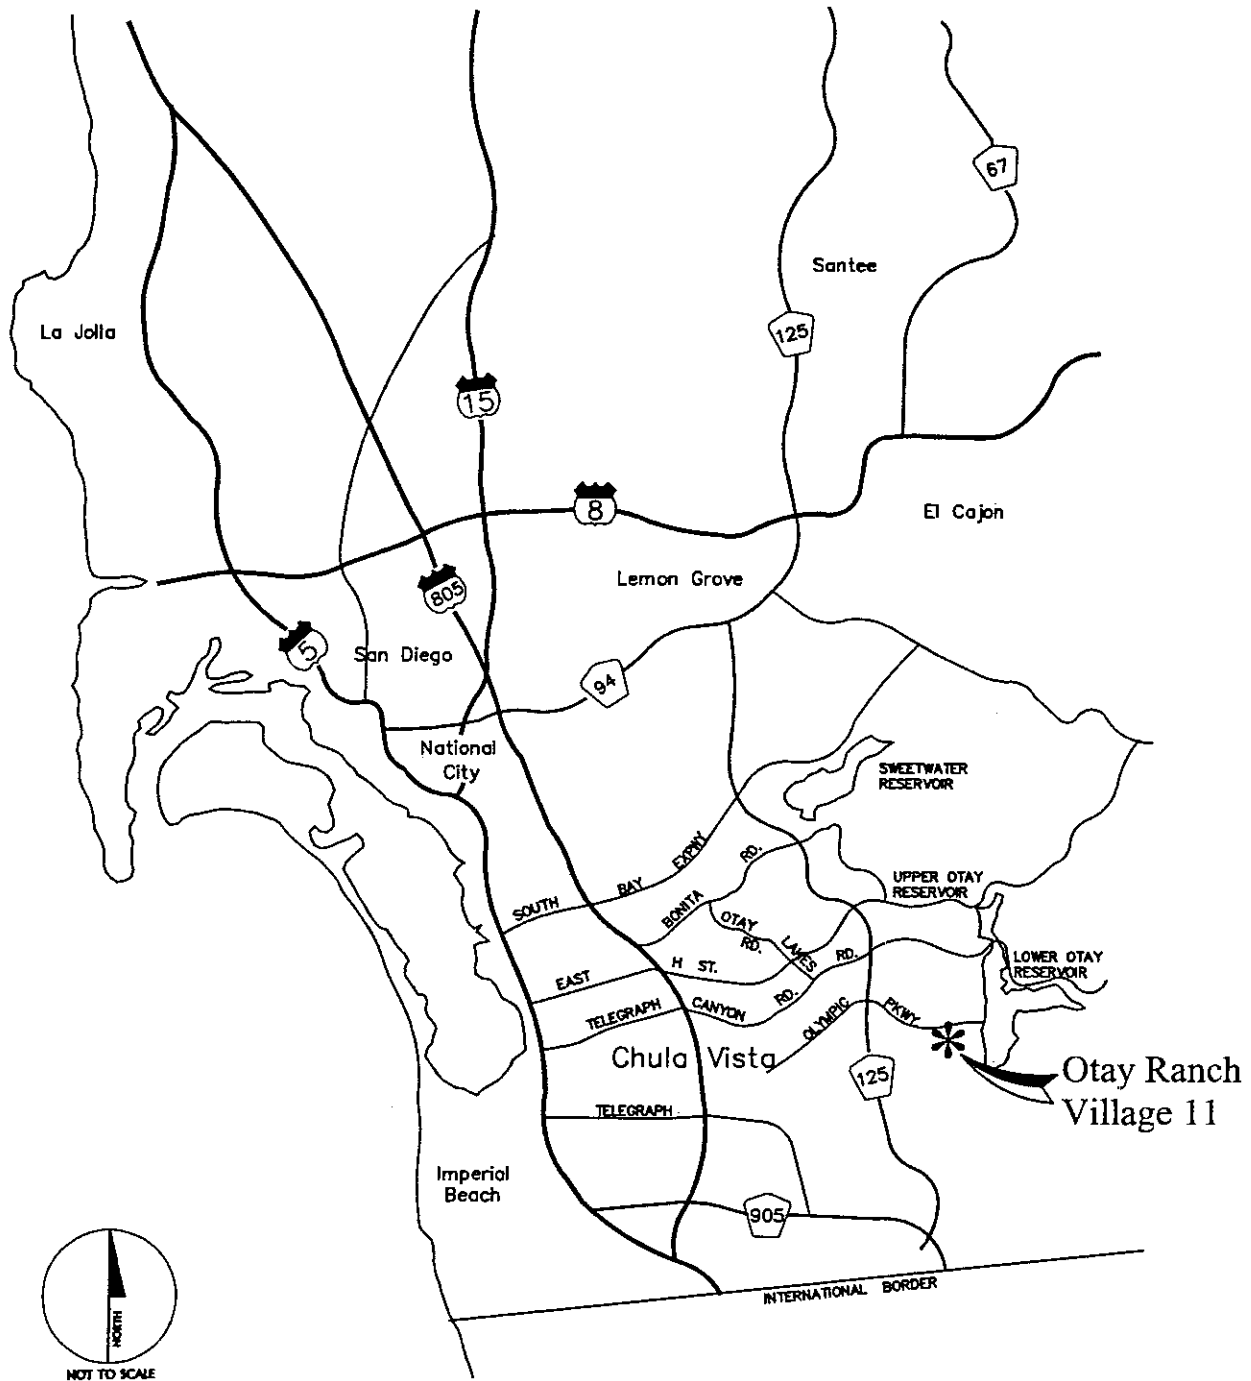 67
Santee
La Jolla
125
15
8
El Cajon
805
Lemon Grove
5
San Diego
94
National
City
SWEETWATER
RESERVOIR
SOUTH BAY EXPWY
BONITA RD.
UPPER OTAY
RESERVOIR
OTAY LAKES RD.
RD.
LOWER OTAY
RESERVOIR
EAST H ST.
TELEGRAPH CANYON RD.
OLYMPIC PKWY
Chula Vista
125
Otay Ranch
Village 11
TELEGRAPH
Imperial
Beach
905
INTERNATIONAL BORDER
NORTH
NOT TO SCALE